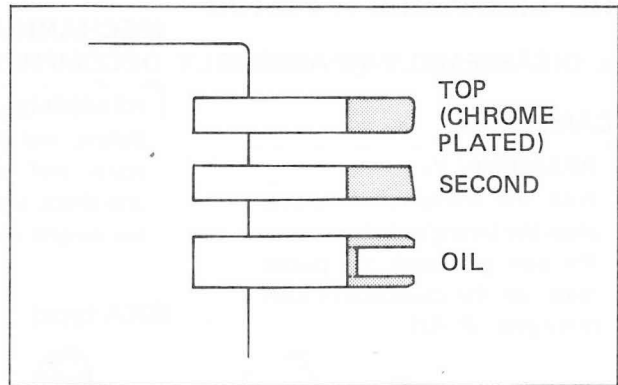 TOP
(CHROME
PLATED)
SECOND
OIL